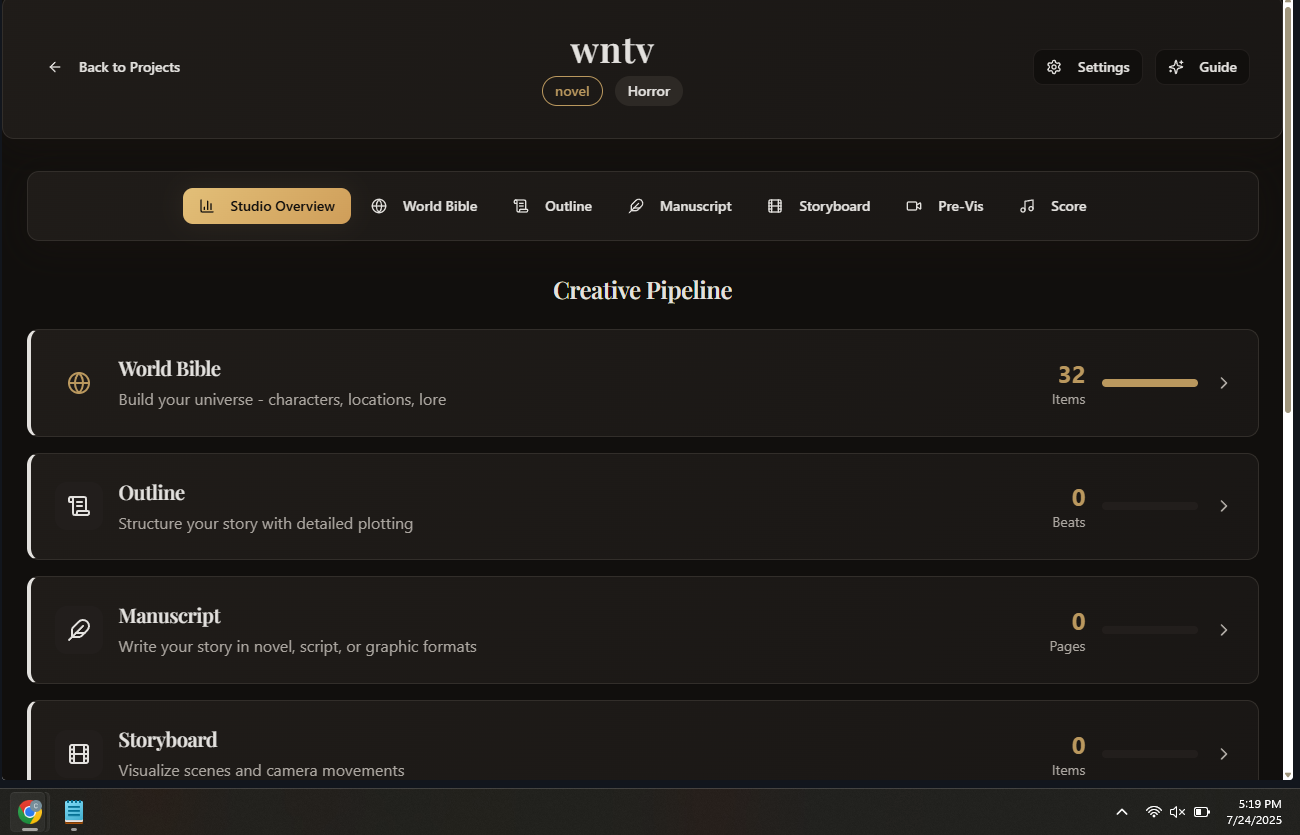 wntv
Back to Projects
Settings
Guide
novel
Horror
Studio Overview
World Bible
Outline
Manuscript
Storyboard
Pre-Vis
Score
Creative Pipeline
World Bible
Build your universe - characters, locations, lore
32
Items
Outline
Structure your story with detailed plotting
0
Beats
Manuscript
Write your story in novel, script, or graphic formats
0
Pages
Storyboard
Visualize scenes and camera movements
0
Items
5:19 PM
7/24/2025